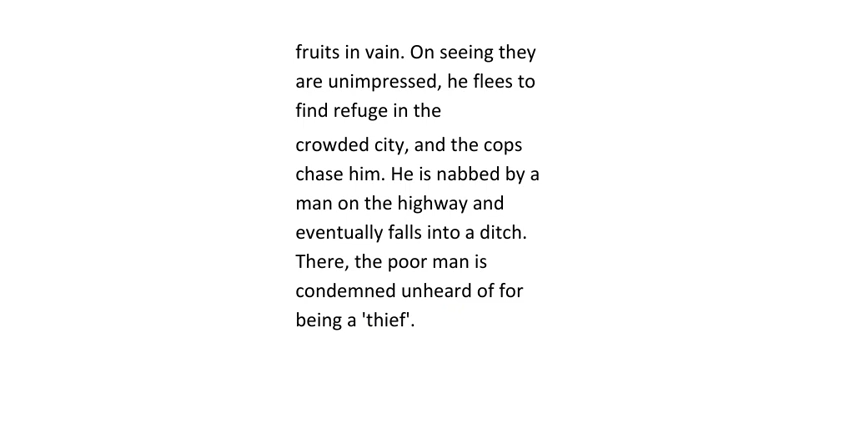 fruits in vain. On seeing they
are unimpressed, he flees to
find refuge in the
crowded city, and the cops
chase him. He is nabbed by a
man on the highway and
eventually falls into a ditch.
There, the poor man is
condemned unheard of for
being a 'thief'.